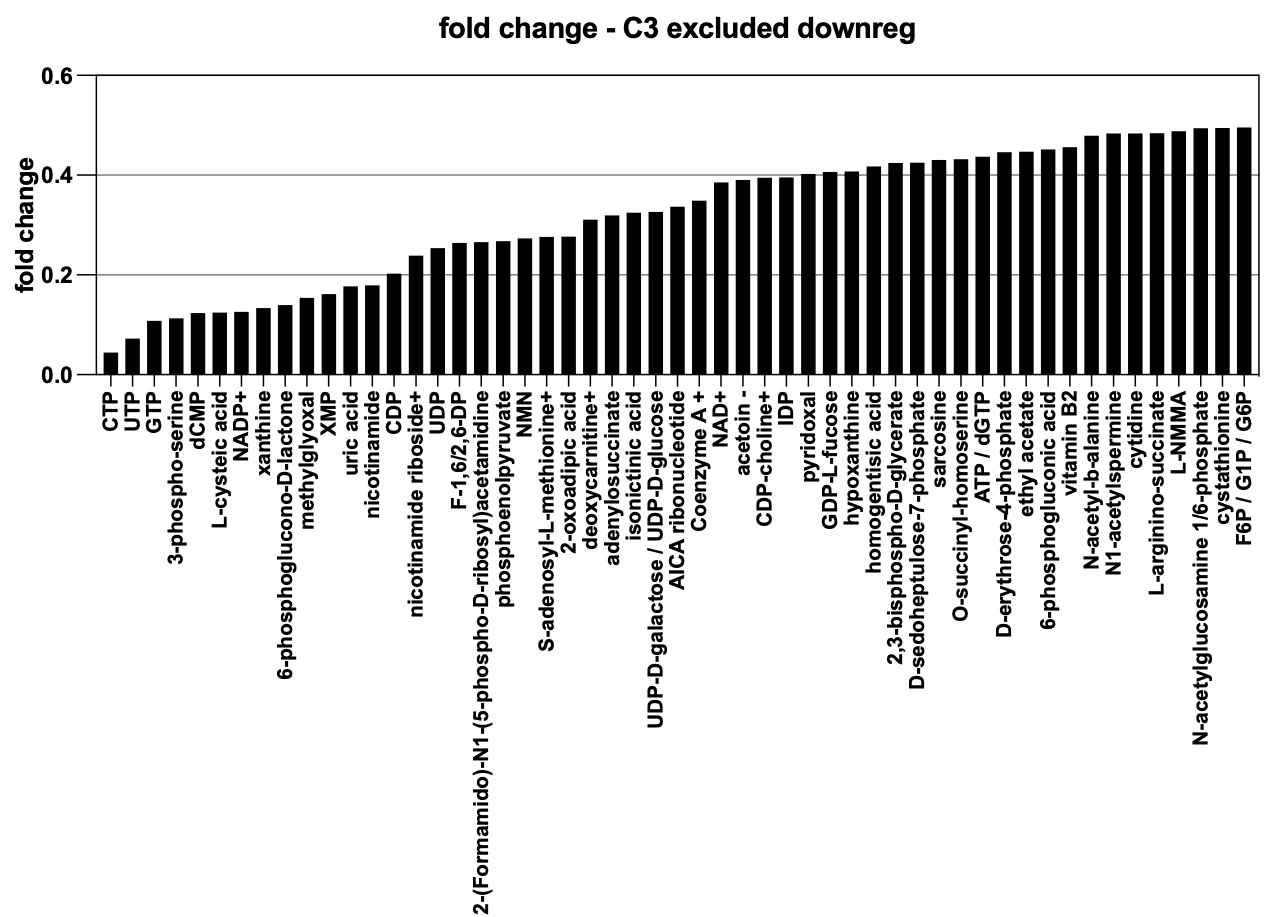 fold change - C3 excluded downreg
fold change
0.6
0.4
0.2
0.0
CTP
UTP
GTP
3-phospho-serine
dCMP
L-cysteic acid
NADP+
xanthine
6-phosphoglucono-D-lactone
methylglyoxal
XMP
uric acid
nicotinamide
CDP
nicotinamide riboside+
UDP
F-1,6/2,6-DP
2-(Formamido)-N1-(5-phospho-D-ribosyl)acetamidine
phosphoenolpyruvate
NMN
S-adenosyl-L-methionine+
2-oxoadipic acid
deoxycarnitine+
adenylosuccinate
isonictinic acid
UDP-D-galactose / UDP-D-glucose
AICA ribonucleotide
Coenzyme A +
NAD+
acetoin -
CDP-choline+
IDP
pyridoxal
GDP-L-fucose
hypoxanthine
homogentisic acid
2,3-bisphospho-D-glycerate
D-sedoheptulose-7-phosphate
sarcosine
O-succinyl-homoserine
ATP / dGTP
D-erythrose-4-phosphate
ethyl acetate
6-phosphogluconic acid
vitamin B2
N-acetyl-b-alanine
N1-acetylspermine
cytidine
L-arginino-succinate
L-NMMA
N-acetylglucosamine 1/6-phosphate
cystathionine
F6P / G1P / G6P